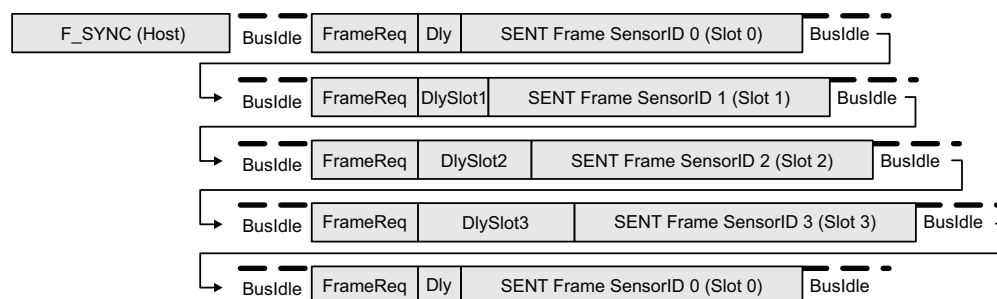 F_SYNC (Host) BusIdle FrameReq Dly SENT Frame SensorID 0 (Slot 0) BusIdle
BusIdle FrameReq DlySlot1 SENT Frame SensorID 1 (Slot 1) BusIdle
BusIdle FrameReq DlySlot2 SENT Frame SensorID 2 (Slot 2) BusIdle
BusIdle FrameReq DlySlot3 SENT Frame SensorID 3 (Slot 3) BusIdle
BusIdle FrameReq Dly SENT Frame SensorID 0 (Slot 0) BusIdle